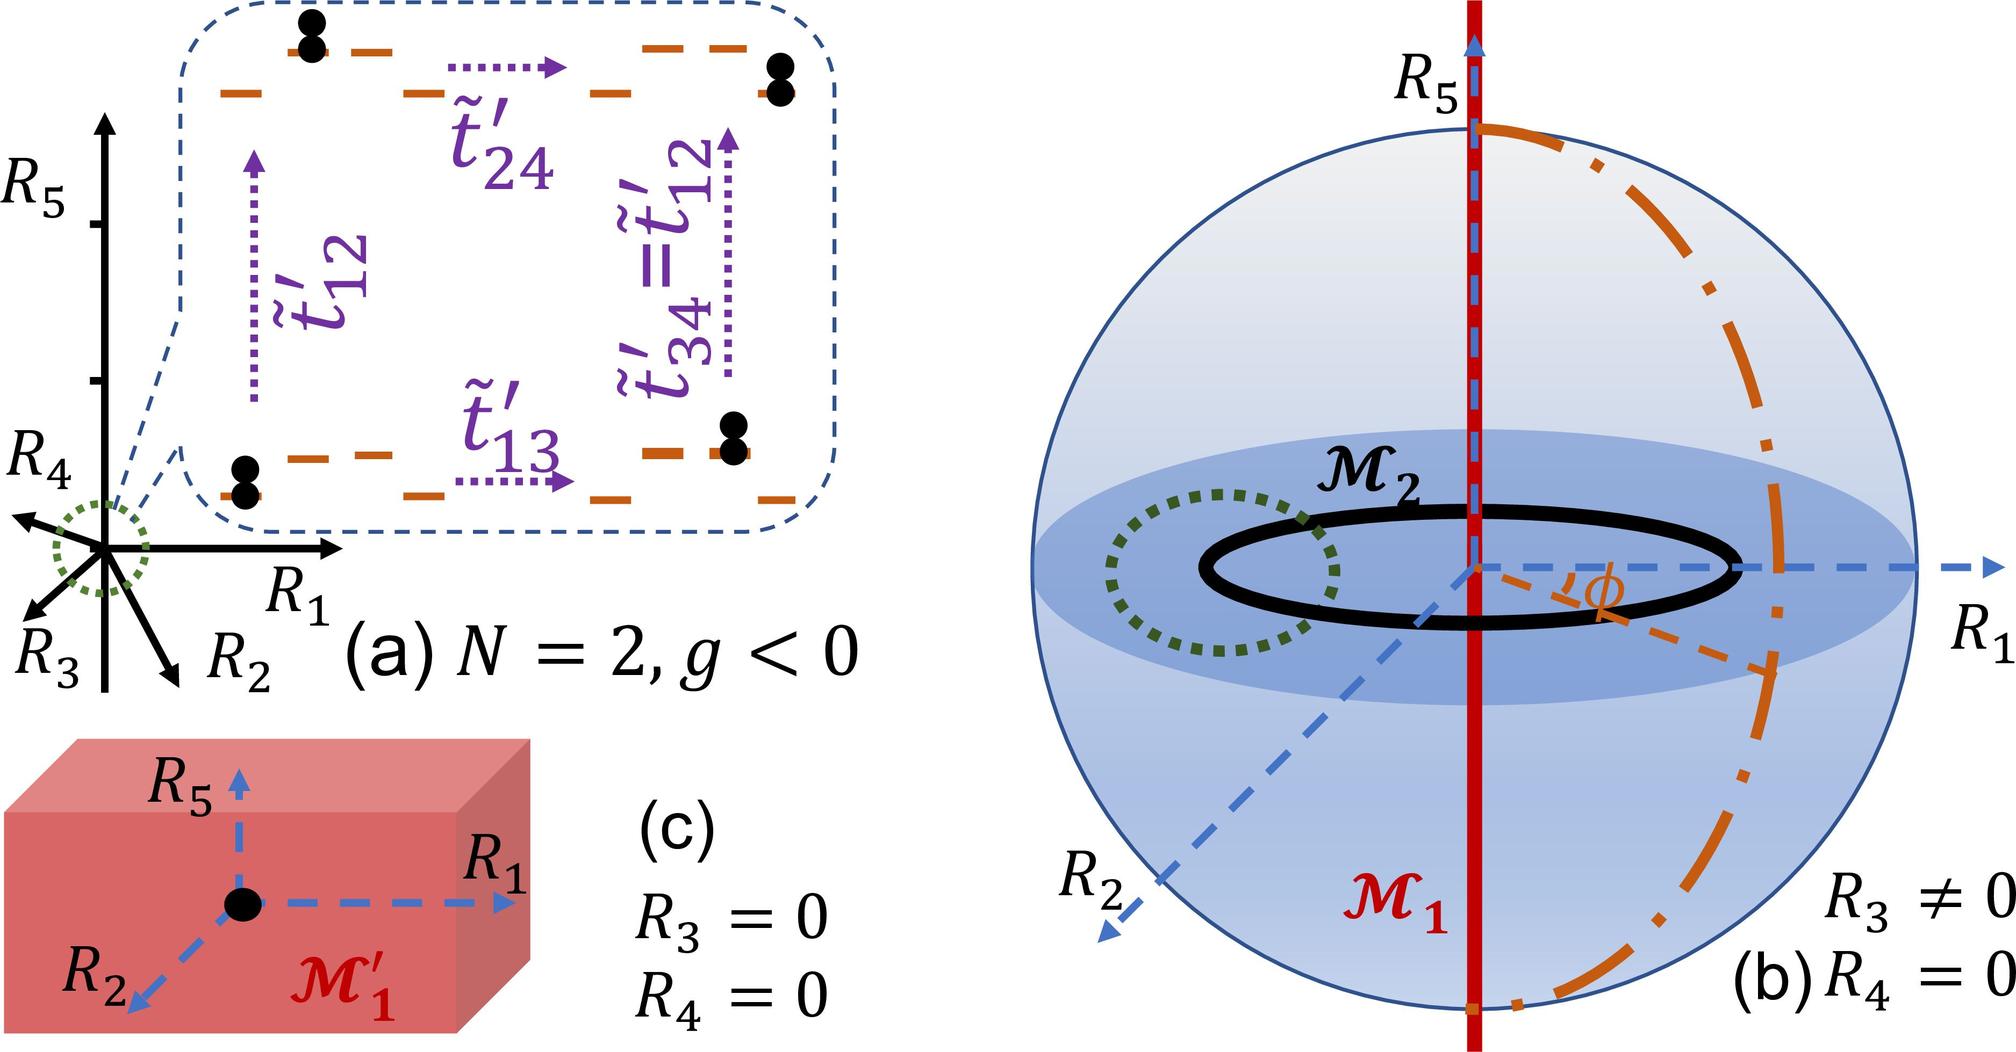 t̃′₂₄
R₅
t̃′₁₂
t̃′₃₄=t̃′₁₂
t̃′₁₃
R₄
R₁
R₃
R₂
(a) N = 2, g < 0
R₅
ℳ₂
ϕ
R₁
R₂
ℳ₁
R₃ ≠ 0
(b) R₄ = 0
R₅
R₁
R₂
ℳ′₁
(c)
R₃ = 0
R₄ = 0